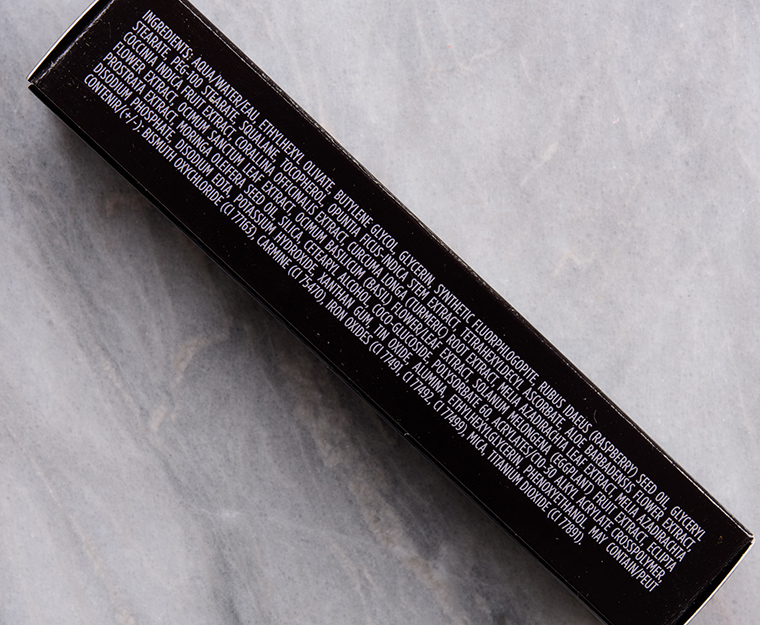 INGREDIENTS: AQUA/WATER/EAU, ETHYLHEXYL OLIVATE, BUTYLENE GLYCOL, GLYCERIN, SYNTHETIC FLUORPHLOGOPITE, RUBUS IDAEUS (RASPBERRY) SEED OIL, GLYCERYL
STEARATE, PEG-100 STEARATE, SQUALANE, TOCOPHEROL, OPUNTIA FICUS-INDICA STEM EXTRACT, TETRAHEXYLDECYL ASCORBATE, ALOE BARBADENSIS FLOWER EXTRACT,
COCCINIA INDICA FRUIT EXTRACT, CORALLINA OFFICINALIS EXTRACT, CURCUMA LONGA (TURMERIC) ROOT EXTRACT, MELIA AZADIRACHTA LEAF EXTRACT, MELIA AZADIRACHTA
FLOWER EXTRACT, OCIMUM SANCTUM LEAF EXTRACT, OCIMUM BASILICUM (BASIL) FLOWER/LEAF EXTRACT, SOLANUM MELONGENA (EGGPLANT) FRUIT EXTRACT, ECLIPTA
PROSTRATA EXTRACT, MORINGA OLEIFERA SEED OIL, SILICA, CETEARYL ALCOHOL, COCO-GLUCOSIDE, POLYSORBATE 60, ACRYLATES/C10-30 ALKYL ACRYLATE CROSSPOLYMER,
DISODIUM PHOSPHATE, DISODIUM EDTA, POTASSIUM HYDROXIDE, XANTHAN GUM, TIN OXIDE, ALUMINA, ETHYLHEXYLGLYCERIN, PHENOXYETHANOL. MAY CONTAIN/PEUT
CONTENIR/(+/-): BISMUTH OXYCHLORIDE (CI 77163), CARMINE (CI 75470), IRON OXIDES (CI 77491, CI 77492, CI 77499), MICA, TITANIUM DIOXIDE (CI 77891).